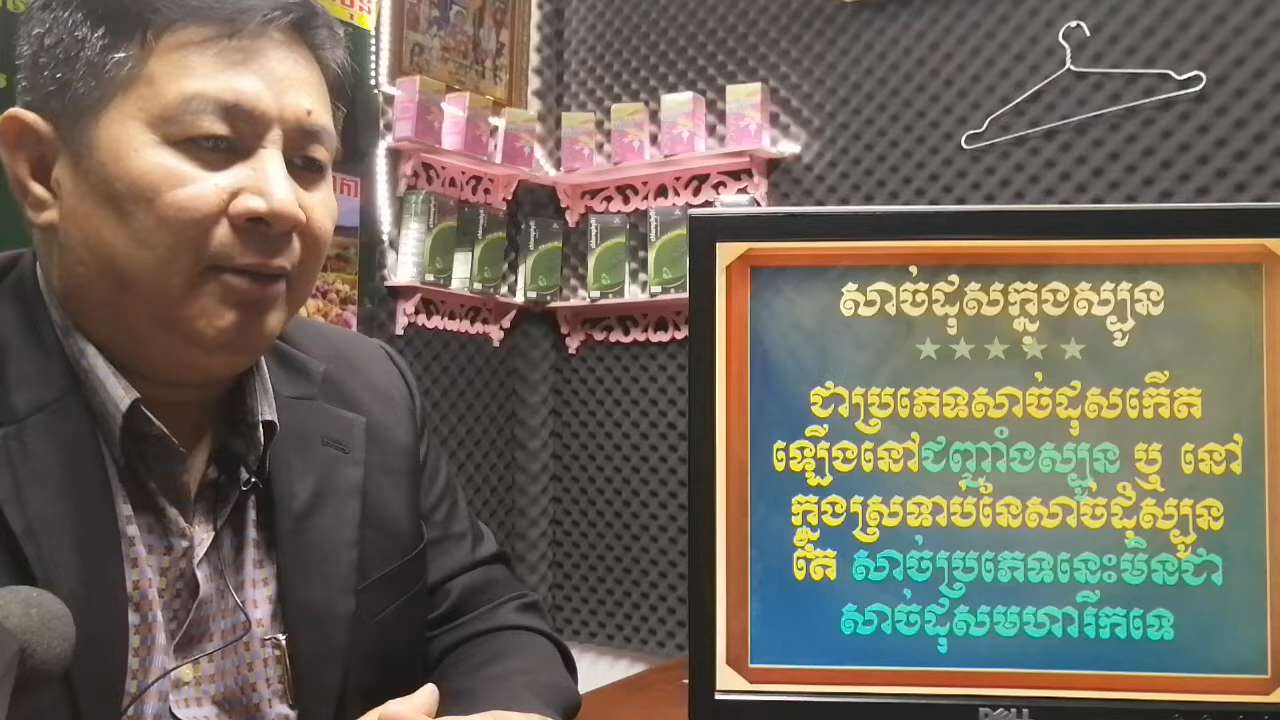 សាច់ដុសក្នុងស្បូន
ជាប្រភេទសាច់ដុសកើត
ឡើងនៅជញ្ជាំងស្បូន ឬ នៅ
ក្នុងស្រទាប់នៃសាច់ដុំស្បូន
តែ សាច់ប្រភេទនេះមិនជា
សាច់ដុសមហារីកទេ
DELL